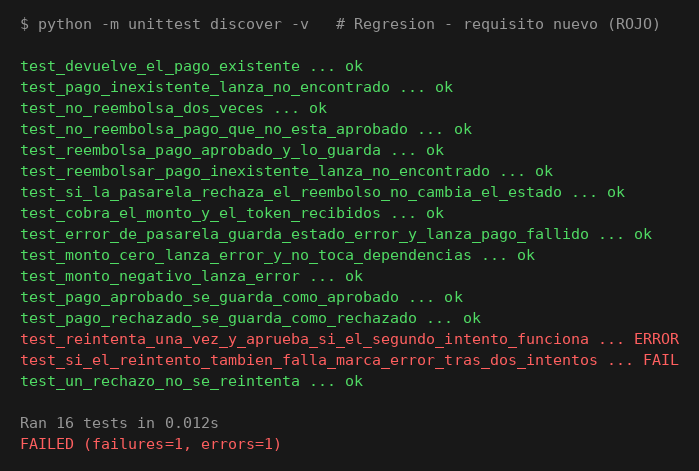 $ python -m unittest discover -v   # Regresion - requisito nuevo (ROJO)
test_devuelve_el_pago_existente ... ok
test_pago_inexistente_lanza_no_encontrado ... ok
test_no_reembolsa_dos_veces ... ok
test_no_reembolsa_pago_que_no_esta_aprobado ... ok
test_reembolsa_pago_aprobado_y_lo_guarda ... ok
test_reembolsar_pago_inexistente_lanza_no_encontrado ... ok
test_si_la_pasarela_rechaza_el_reembolso_no_cambia_el_estado ... ok
test_cobra_el_monto_y_el_token_recibidos ... ok
test_error_de_pasarela_guarda_estado_error_y_lanza_pago_fallido ... ok
test_monto_cero_lanza_error_y_no_toca_dependencias ... ok
test_monto_negativo_lanza_error ... ok
test_pago_aprobado_se_guarda_como_aprobado ... ok
test_pago_rechazado_se_guarda_como_rechazado ... ok
test_reintenta_una_vez_y_aprueba_si_el_segundo_intento_funciona ... ERROR
test_si_el_reintento_tambien_falla_marca_error_tras_dos_intentos ... FAIL
test_un_rechazo_no_se_reintenta ... ok
Ran 16 tests in 0.012s
FAILED (failures=1, errors=1)